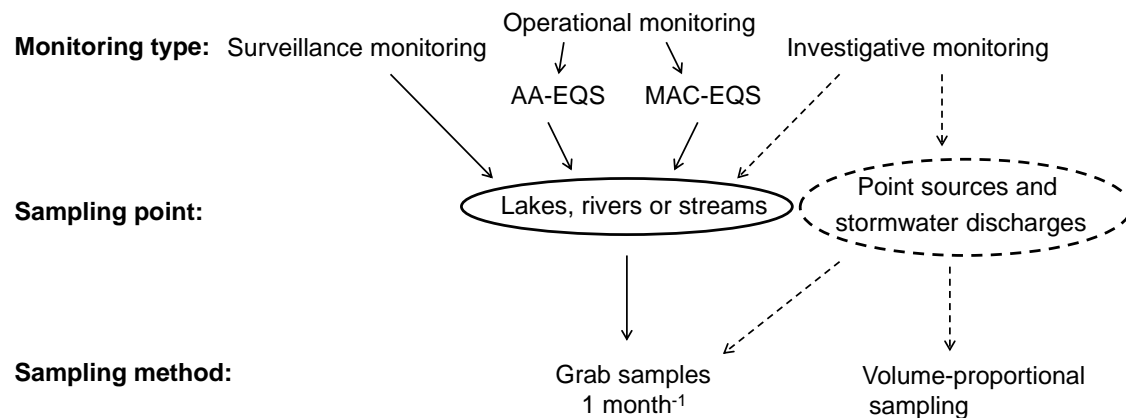 Monitoring type: Surveillance monitoring Operational monitoring Investigative monitoring
AA-EQS MAC-EQS
Sampling point: Lakes, rivers or streams
Point sources and
stormwater discharges
Sampling method: Grab samples
1 month⁻¹
Volume-proportional
sampling